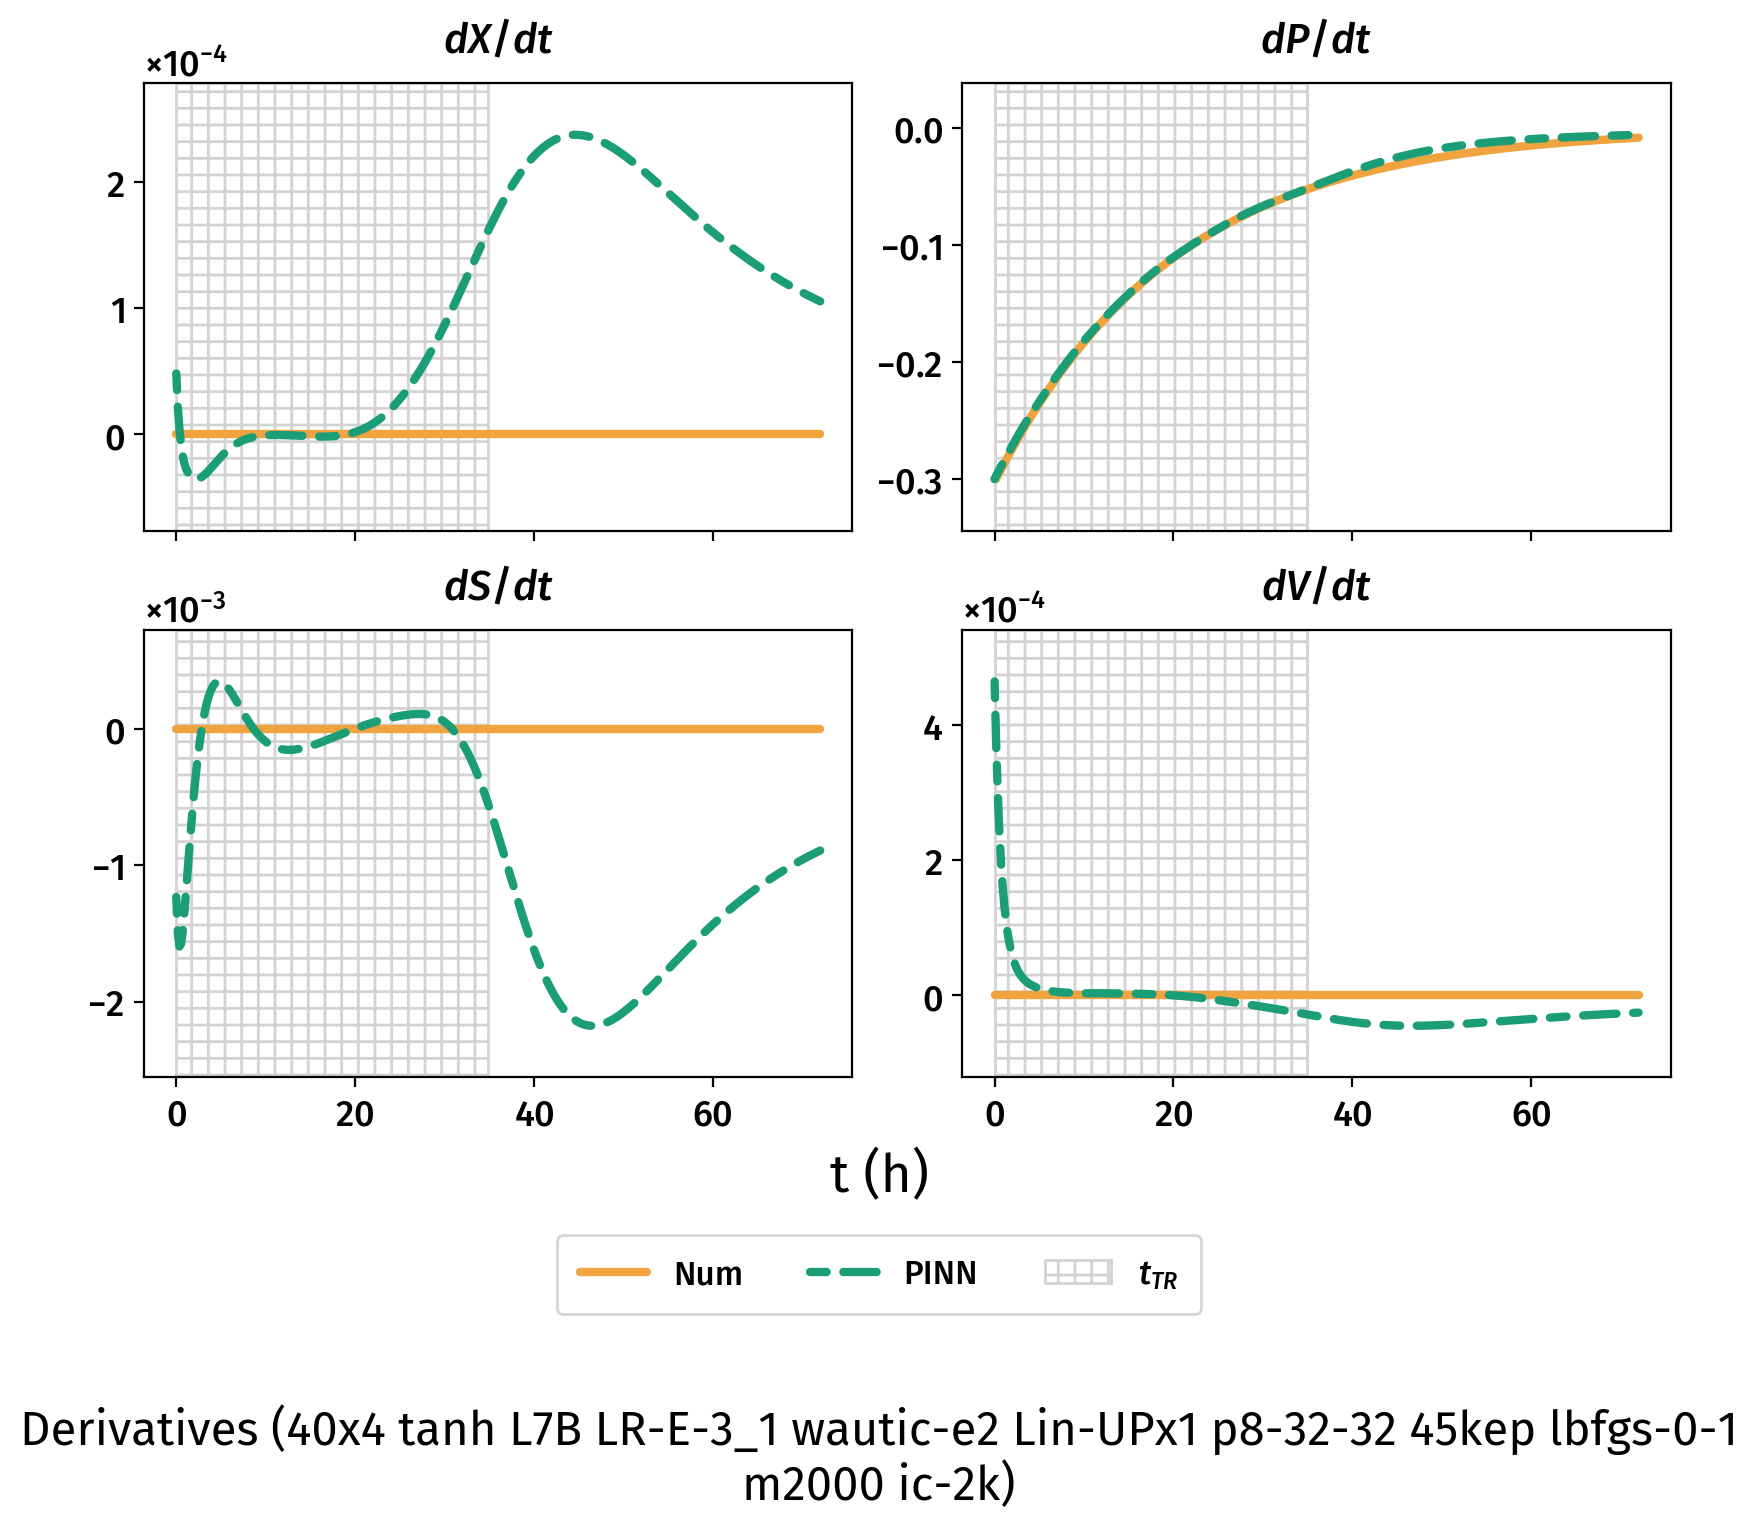 dX/dt
×10⁻⁴
2
1
0
dP/dt
0.0
−0.1
−0.2
−0.3
dS/dt
×10⁻³
0
−1
−2
0 20 40 60
dV/dt
×10⁻⁴
4
2
0
0 20 40 60
t (h)
Num PINN t_TR
Derivatives (40x4 tanh L7B LR-E-3_1 wautic-e2 Lin-UPx1 p8-32-32 45kep lbfgs-0-1
m2000 ic-2k)